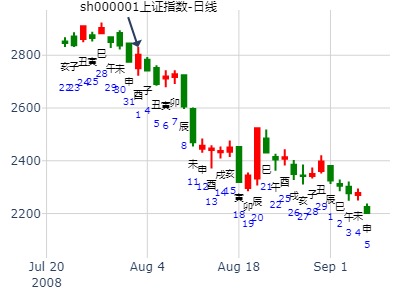 sh000001上证指数-日线
2800
2600
2400
2200
亥
22
子
23
丑
24
寅
25
巳
28
午
29
未
30
申
31
酉
1
子
4
丑
5
寅
6
卯
7
辰
8
未
11
申
12
酉
13
戌
14
亥
15
寅
18
卯
19
辰
20
巳
21
午
22
酉
25
戌
26
亥
27
子
28
丑
29
辰
1
巳
2
午
3
未
4
申
5
Jul 20 Aug 4 Aug 18 Sep 1
2008